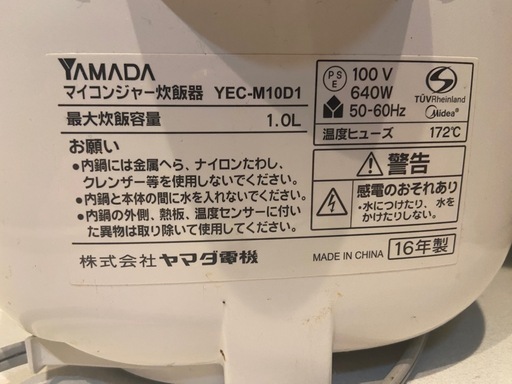 YAMADA
マイコンジャー炊飯器 YEC-M10D1
最大炊飯容量 1.0L
お願い
•内鍋には金属へら、ナイロンたわし、
クレンザー等を使用しないでください。
•内鍋と本体の間に水を入れないでください。
•内鍋の外側、熱板、温度センサーに付い
た異物は取り除いて使用してください。
株式会社 ヤマダ電機
PS
E
100 V
640W
50-60Hz
温度ヒューズ 172℃
TÜVRheinland
Midea
警告
感電のおそれあり
•水につけたり、水を
かけたりしない。
MADE IN CHINA
16年製